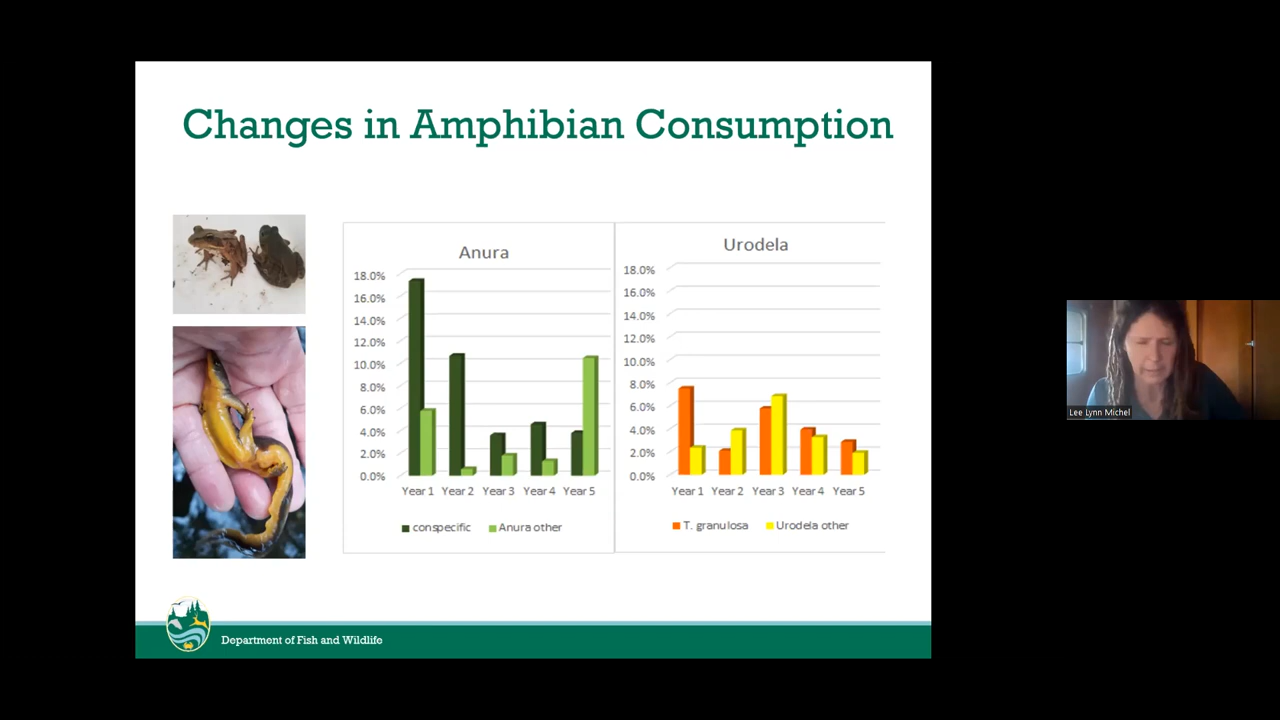 Changes in Amphibian Consumption
Anura
18.0%
16.0%
14.0%
12.0%
10.0%
8.0%
6.0%
4.0%
2.0%
0.0%
Year 1 Year 2 Year 3 Year 4 Year 5
conspecific Anura other
Urodela
18.0%
16.0%
14.0%
12.0%
10.0%
8.0%
6.0%
4.0%
2.0%
0.0%
Year 1 Year 2 Year 3 Year 4 Year 5
T. granulosa Urodela other
Department of Fish and Wildlife
Lee Lynn Michel